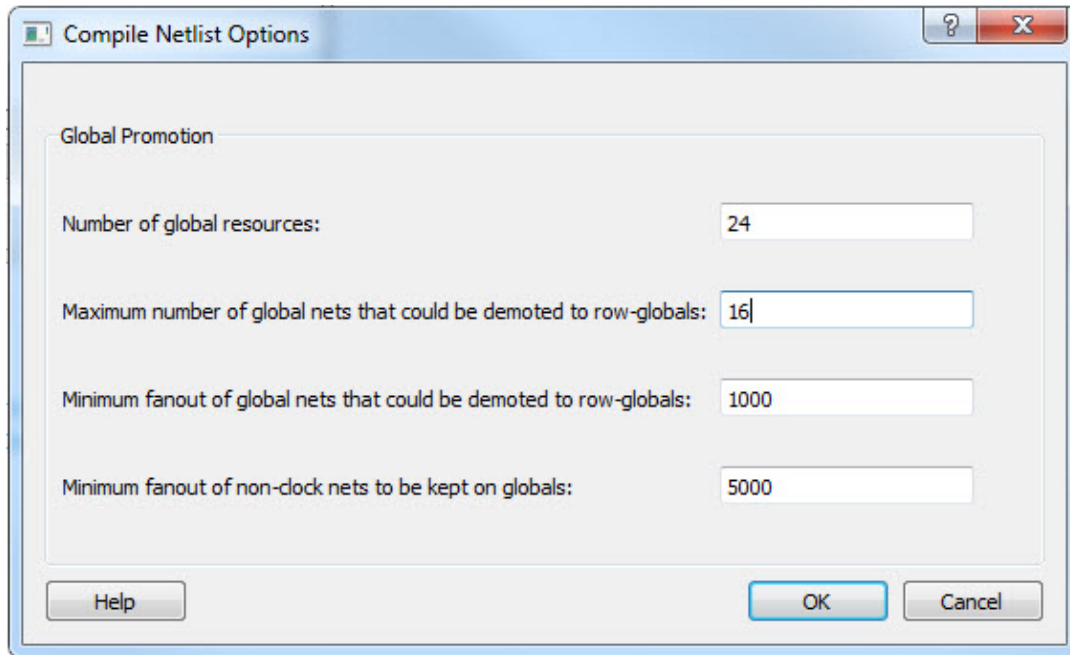 Compile Netlist Options
Global Promotion
Number of global resources: 24
Maximum number of global nets that could be demoted to row-globals: 16
Minimum fanout of global nets that could be demoted to row-globals: 1000
Minimum fanout of non-clock nets to be kept on globals: 5000
Help OK Cancel